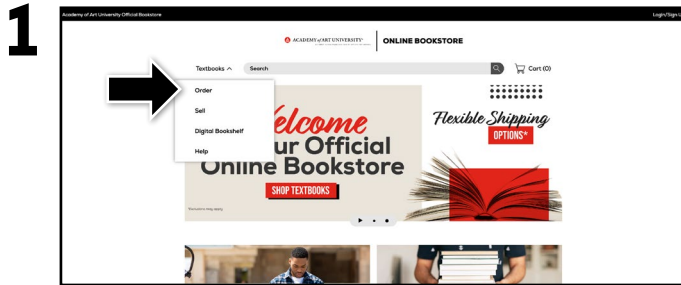 1
Academy of Art University Official Bookstore
Login/Sign U
ACADEMY of ART UNIVERSITY
ONLINE BOOKSTORE
Textbooks
Search
Cart (0)
Order
Sell
Digital Bookshelf
Help
elcome
ur Official
Online Bookstore
SHOP TEXTBOOKS
Flexible Shipping
OPTIONS*